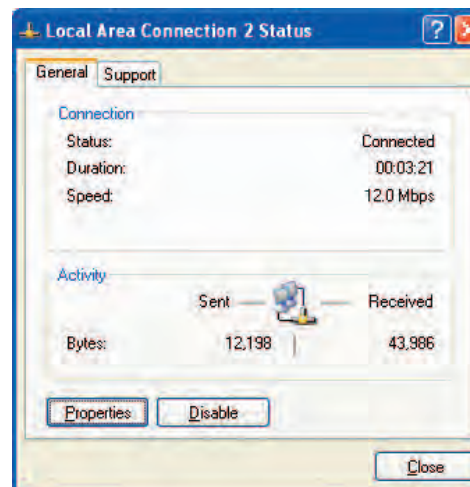 Local Area Connection 2 Status
General Support
Connection
Status: Connected
Duration: 00:03:21
Speed: 12.0 Mbps
Activity
Sent Received
Bytes: 12,198 43,986
Properties Disable
Close